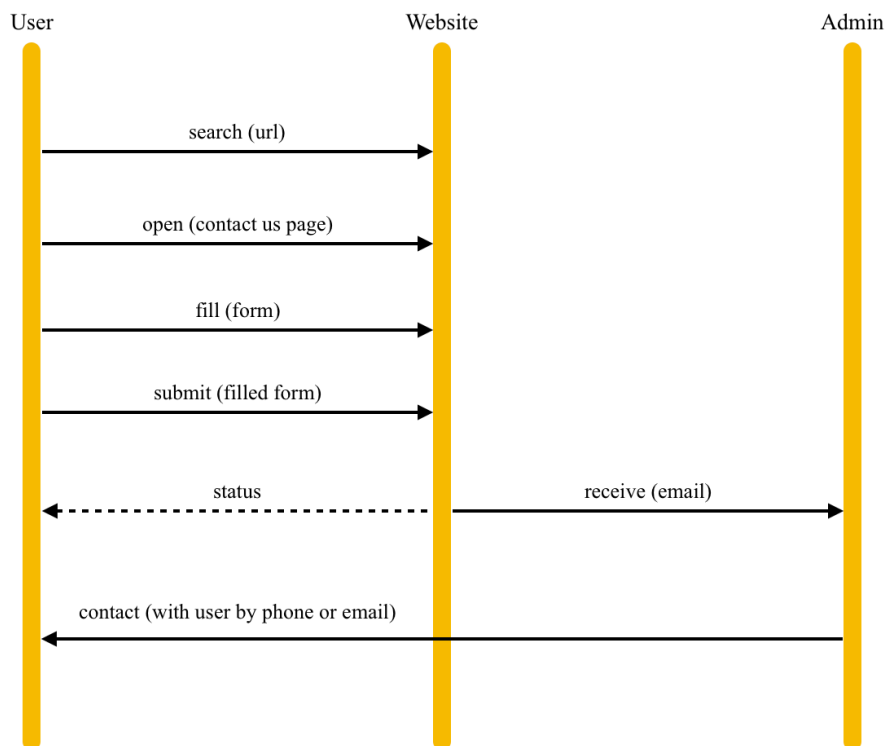 User
Website
Admin
search (url)
open (contact us page)
fill (form)
submit (filled form)
status
receive (email)
contact (with user by phone or email)